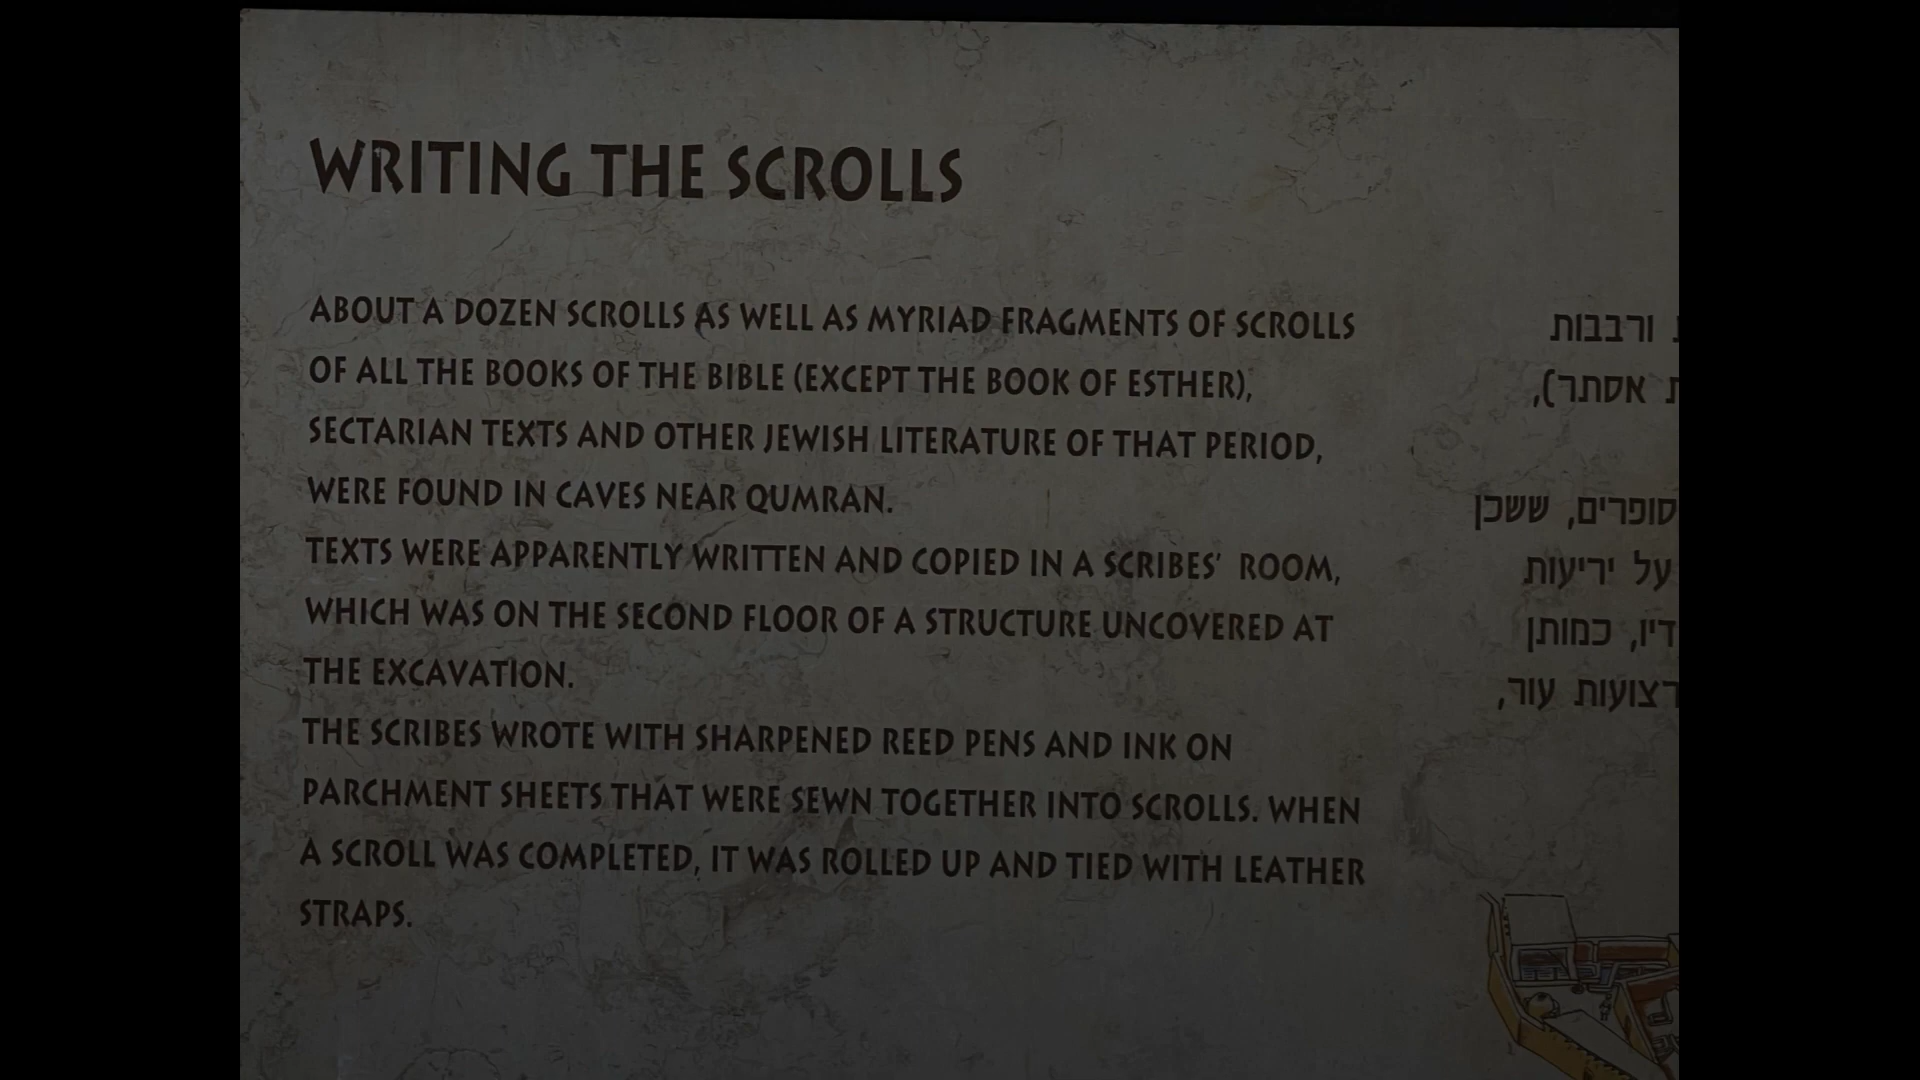 WRITING THE SCROLLS
ABOUT A DOZEN SCROLLS AS WELL AS MYRIAD FRAGMENTS OF SCROLLS
OF ALL THE BOOKS OF THE BIBLE (EXCEPT THE BOOK OF ESTHER),
SECTARIAN TEXTS AND OTHER JEWISH LITERATURE OF THAT PERIOD,
WERE FOUND IN CAVES NEAR QUMRAN.
TEXTS WERE APPARENTLY WRITTEN AND COPIED IN A SCRIBES' ROOM,
WHICH WAS ON THE SECOND FLOOR OF A STRUCTURE UNCOVERED AT
THE EXCAVATION.
THE SCRIBES WROTE WITH SHARPENED REED PENS AND INK ON
PARCHMENT SHEETS THAT WERE SEWN TOGETHER INTO SCROLLS. WHEN
A SCROLL WAS COMPLETED, IT WAS ROLLED UP AND TIED WITH LEATHER
STRAPS.
ורבבות
אסתר),
סופרים, ששכן
על יריעות
דיו, כמותן
רצועות עור,